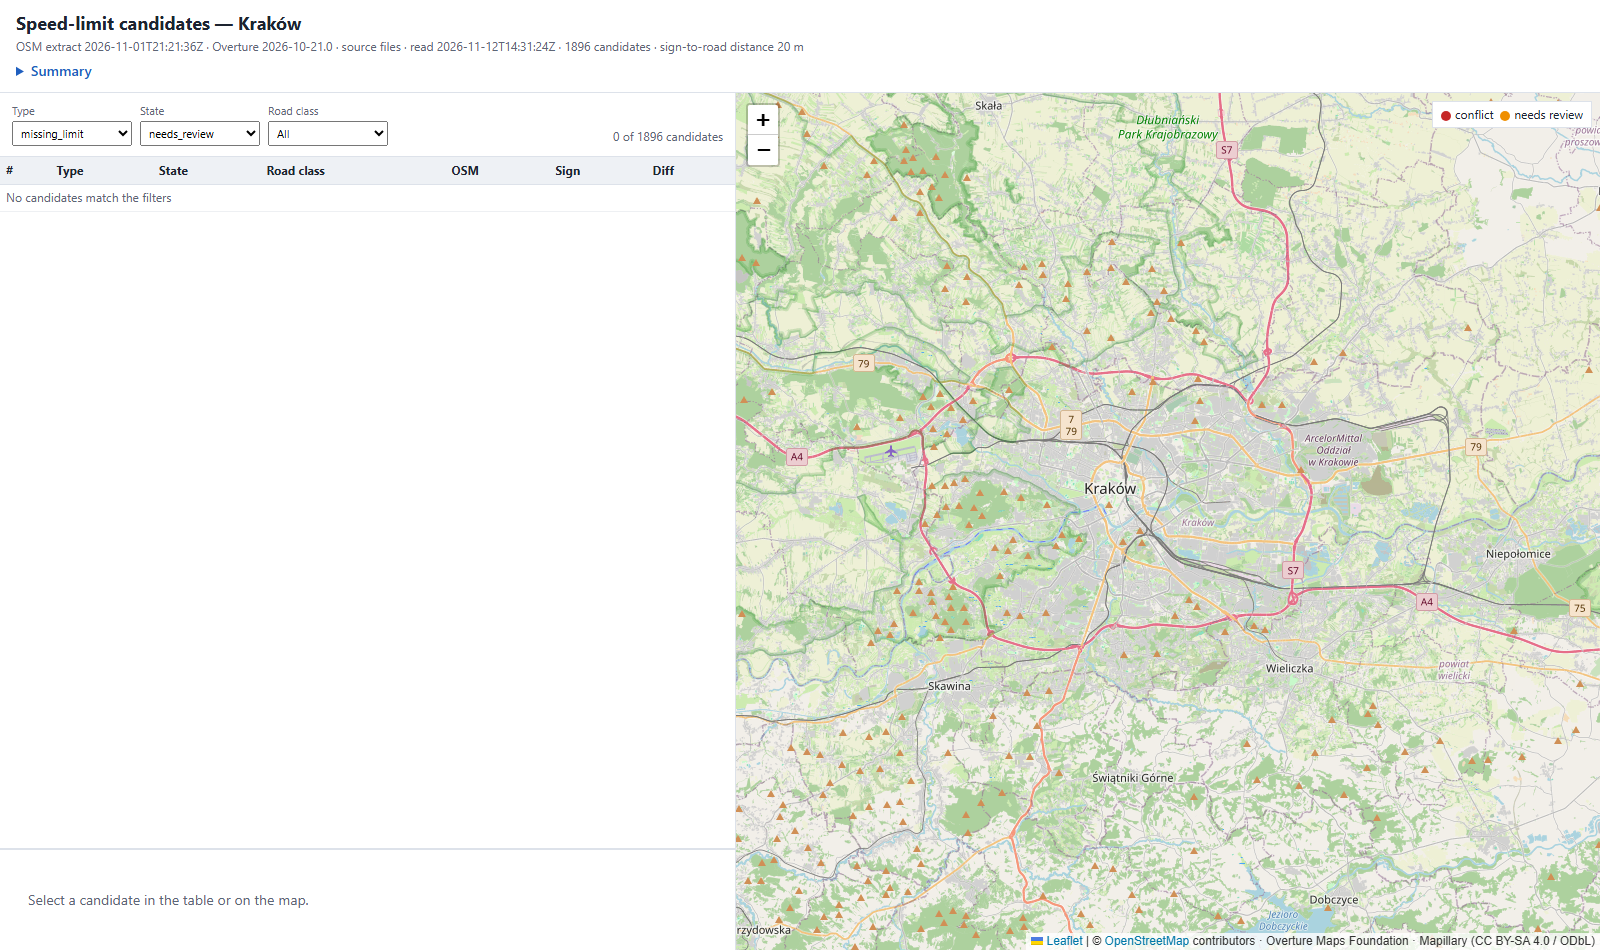 Speed-limit candidates — Kraków
OSM extract 2026-11-01T21:21:36Z · Overture 2026-10-21.0 · source files · read 2026-11-12T14:31:24Z · 1896 candidates · sign-to-road distance 20 m
Summary
Type
State
Road class
missing_limit
needs_review
All
0 of 1896 candidates
#
Type
State
Road class
OSM
Sign
Diff
No candidates match the filters
Select a candidate in the table or on the map.
+
−
conflict
needs review
Skała
Dłubniański
Park Krajobrazowy
S7
powia
proszow
79
7
79
A4
ArcelorMittal
Oddział
w Krakowie
79
Kraków
Kraków
Niepołomice
S7
A4
75
Wieliczka
powiat
wielicki
Skawina
Świątniki Górne
Dobczyce
Jezioro
Dobczyckie
rzydowska
Leaflet | © OpenStreetMap contributors · Overture Maps Foundation · Mapillary (CC BY-SA 4.0 / ODbL)